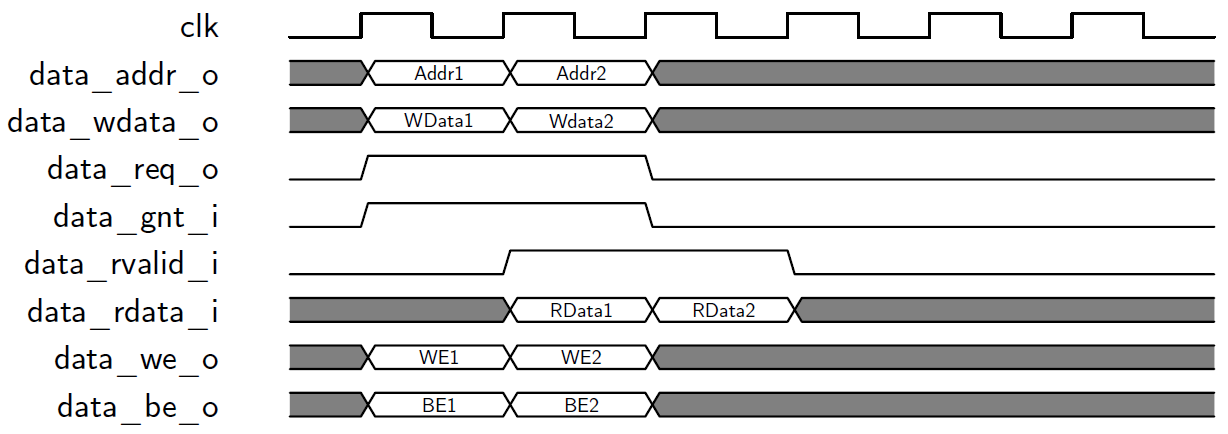 clk
data_addr_o Addr1 Addr2
data_wdata_o WData1 Wdata2
data_req_o
data_gnt_i
data_rvalid_i
data_rdata_i RData1 RData2
data_we_o WE1 WE2
data_be_o BE1 BE2